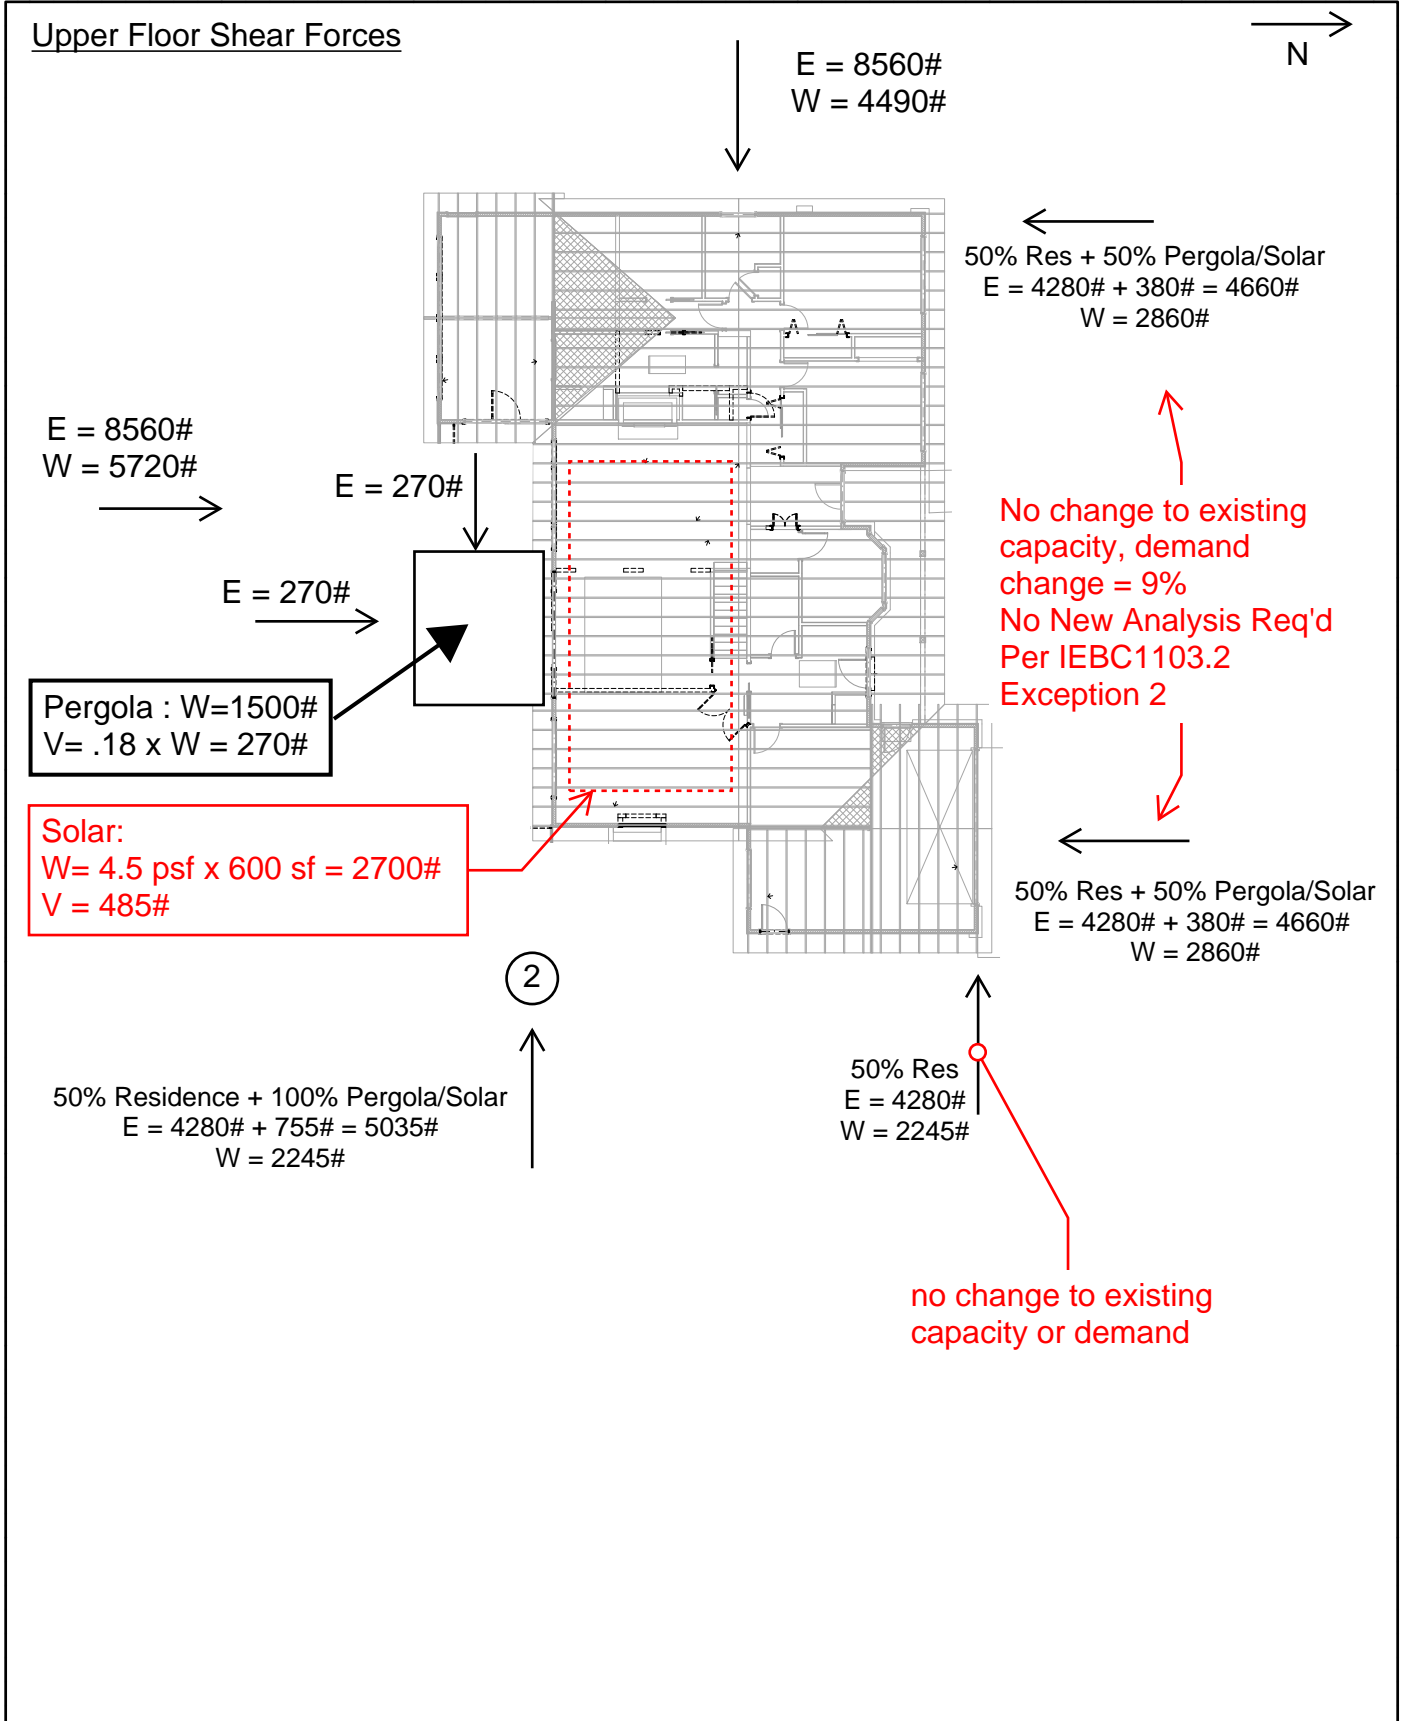 Upper Floor Shear Forces
N
E = 8560#
W = 4490#
50% Res + 50% Pergola/Solar
E = 4280# + 380# = 4660#
W = 2860#
E = 8560#
W = 5720#
E = 270#
E = 270#
No change to existing
capacity, demand
change = 9%
No New Analysis Req'd
Per IEBC1103.2
Exception 2
Pergola : W=1500#
V= .18 x W = 270#
Solar:
W= 4.5 psf x 600 sf = 2700#
V = 485#
50% Res + 50% Pergola/Solar
E = 4280# + 380# = 4660#
W = 2860#
2
50% Residence + 100% Pergola/Solar
E = 4280# + 755# = 5035#
W = 2245#
50% Res
E = 4280#
W = 2245#
no change to existing
capacity or demand